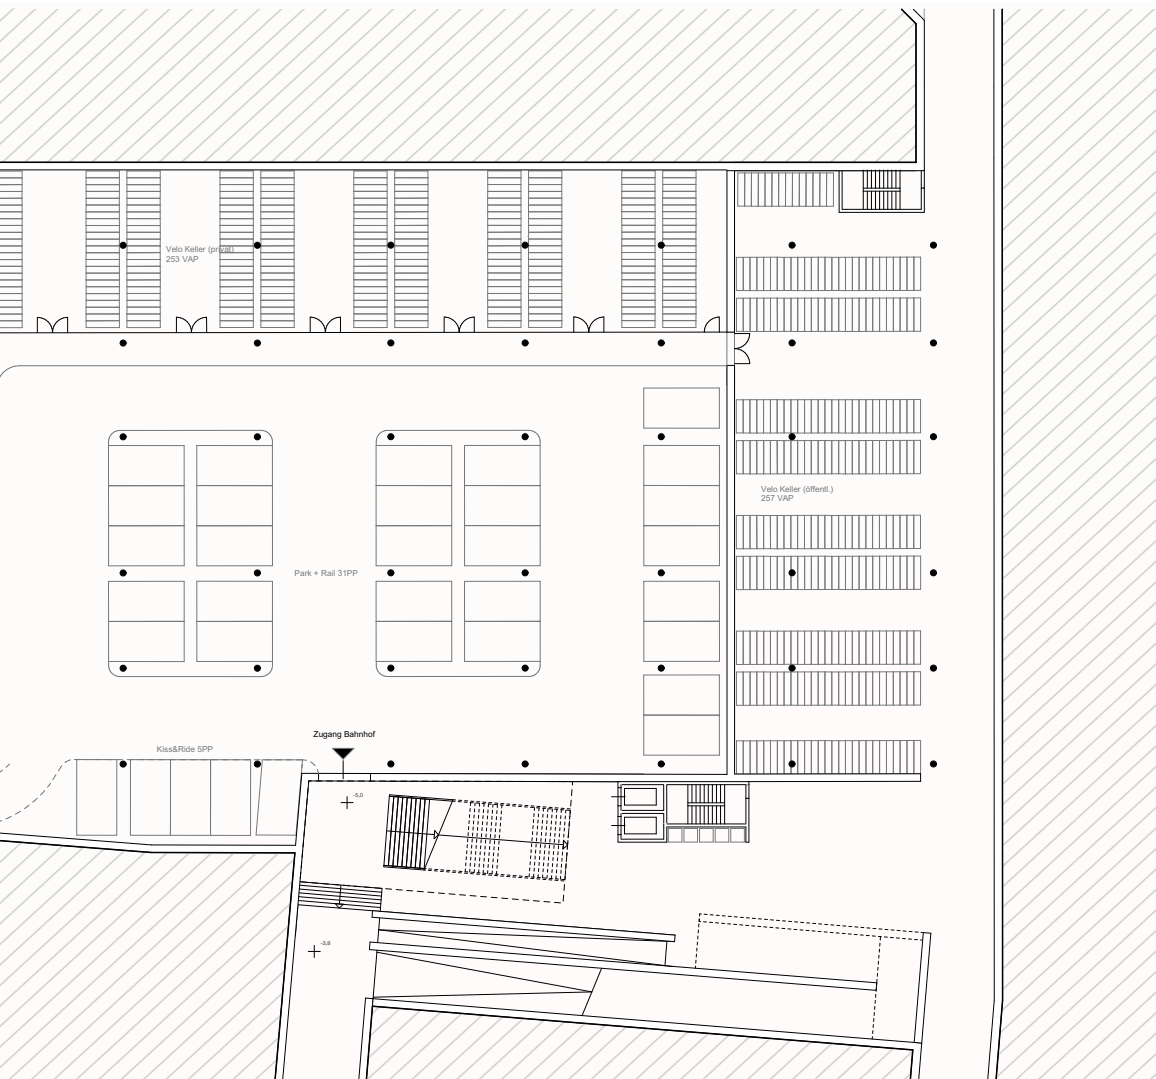 Velo Keller (privat)
253 VAP
Velo Keller (öffentl.)
257 VAP
Park + Rail 31PP
Zugang Bahnhof
Kiss&Ride 5PP
-5,0
-3,8